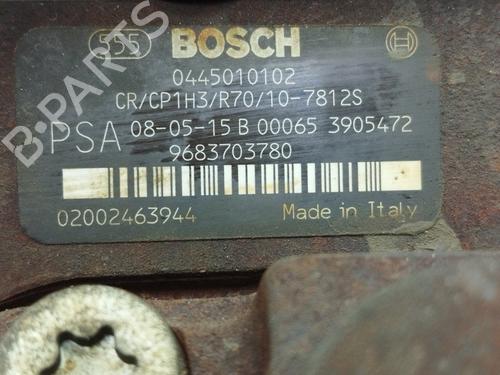 535 BOSCH
0445010102
CR/CP1H3/R70/10-7812S
PSA 08-05-15 B 00065 3905472
9683703780
02002463944 Made in Italy
B-PARTS